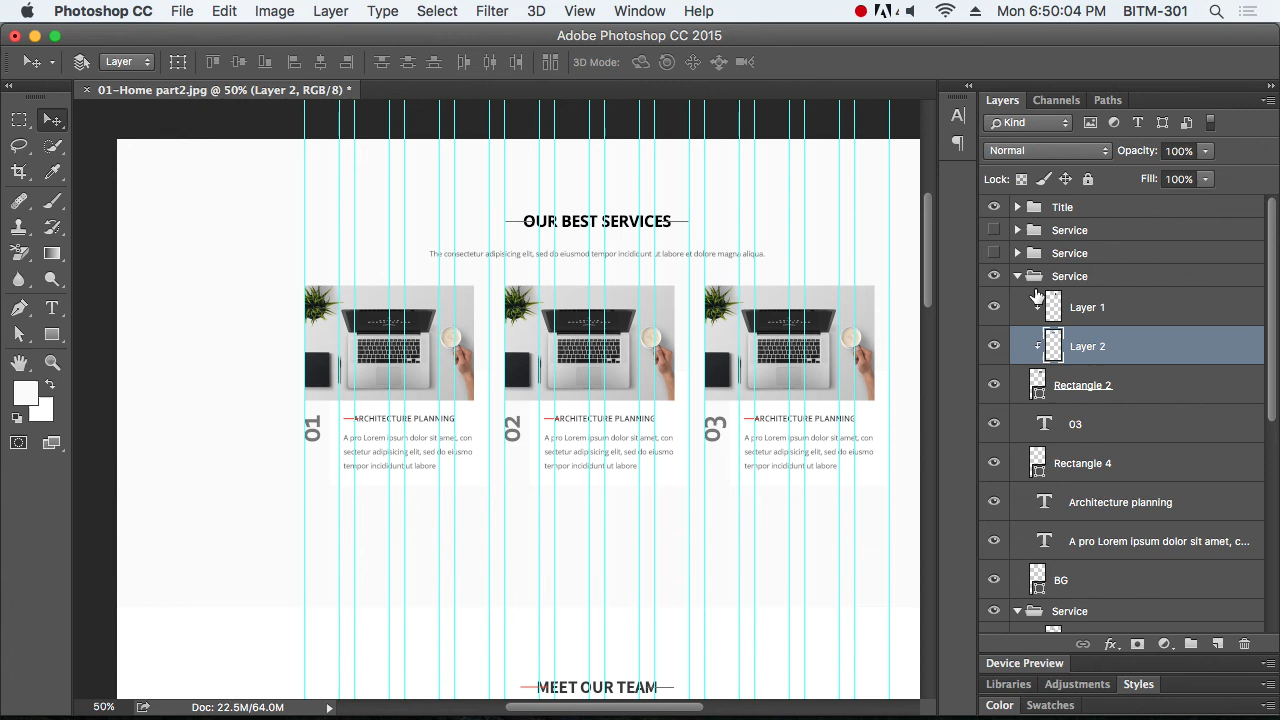 Photoshop CC File Edit Image Layer Type Select Filter 3D View Window Help Mon 6:50:04 PM BITM-301
Adobe Photoshop CC 2015
Layer 3D Mode:
01-Home part2.jpg @ 50% (Layer 2, RGB/8) *
Layers Channels Paths
Kind
Normal Opacity: 100%
Lock: Fill: 100%
Title
Service
Service
Service
Layer 1
Layer 2
Rectangle 2
03
Rectangle 4
Architecture planning
A pro Lorem ipsum dolor sit amet, c...
BG
Service
Device Preview
Libraries Adjustments Styles
Color Swatches
OUR BEST SERVICES
The consectetur adipisicing elit, sed do eiusmod tempor incididunt ut labore et dolore magna aliqua.
01
ARCHITECTURE PLANNING
A pro Lorem ipsum dolor sit amet, con
sectetur adipisicing elit, sed do eiusmo
tempor incididunt ut labore
02
ARCHITECTURE PLANNING
A pro Lorem ipsum dolor sit amet, con
sectetur adipisicing elit, sed do eiusmo
tempor incididunt ut labore
03
ARCHITECTURE PLANNING
A pro Lorem ipsum dolor sit amet, con
sectetur adipisicing elit, sed do eiusmo
tempor incididunt ut labore
MEET OUR TEAM
50% Doc: 22.5M/64.0M